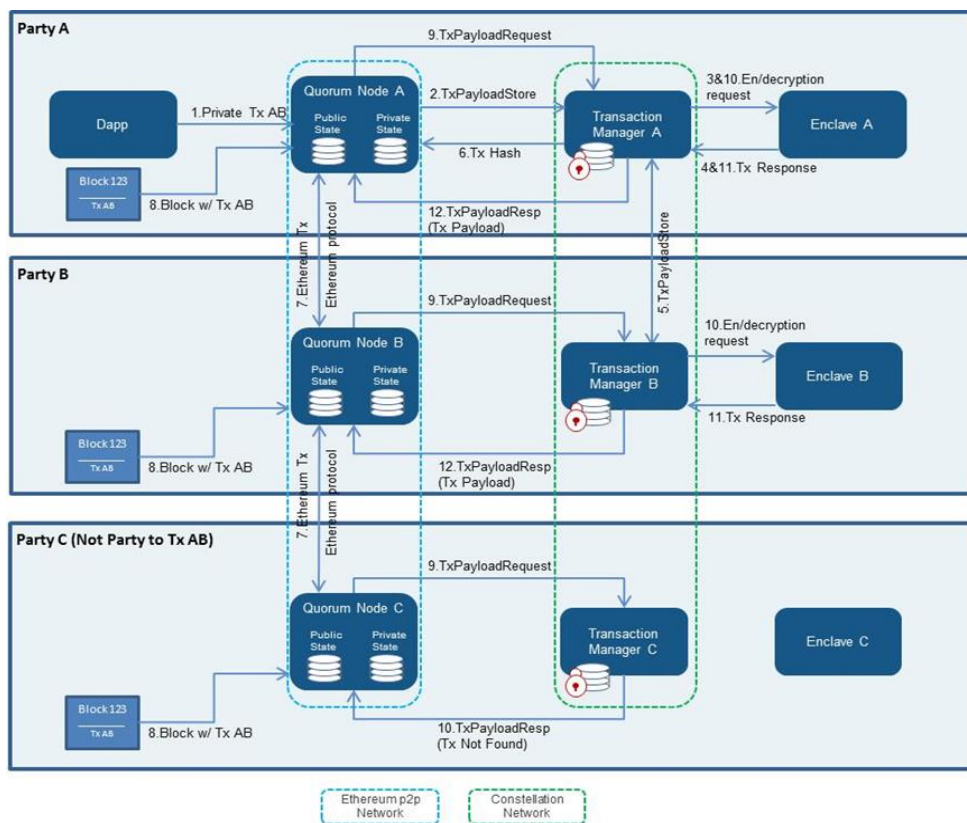 Party A
9.TxPayloadRequest
Quorum Node A
Public
State
Private
State
Dapp
1.Private Tx AB
2.TxPayloadStore
Transaction
Manager A
3&10.En/decryption
request
Enclave A
6.Tx Hash
4&11.Tx Response
Block123
Tx AB
8.Block w/ Tx AB
12.TxPayloadResp
(Tx Payload)
7.Ethereum Tx
Ethereum protocol
5.TxPayloadStore
Party B
9.TxPayloadRequest
Quorum Node B
Public
State
Private
State
Transaction
Manager B
10.En/decryption
request
Enclave B
11.Tx Response
Block123
Tx AB
8.Block w/ Tx AB
12.TxPayloadResp
(Tx Payload)
7.Ethereum Tx
Ethereum protocol
Party C (Not Party to Tx AB)
9.TxPayloadRequest
Quorum Node C
Public
State
Private
State
Transaction
Manager C
Enclave C
Block123
Tx AB
8.Block w/ Tx AB
10.TxPayloadResp
(Tx Not Found)
Ethereum p2p
Network
Constellation
Network